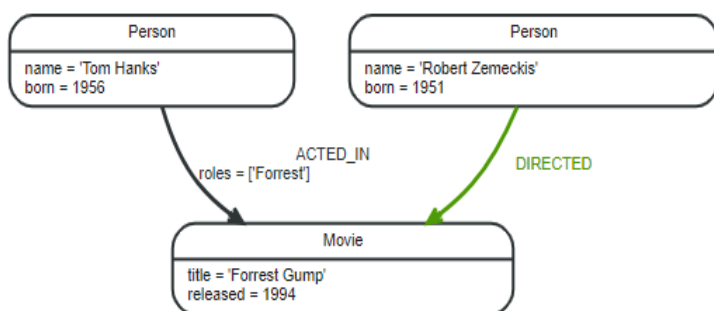 Person
name = 'Tom Hanks'
born = 1956
Person
name = 'Robert Zemeckis'
born = 1951
ACTED_IN
roles = ['Forrest']
DIRECTED
Movie
title = 'Forrest Gump'
released = 1994